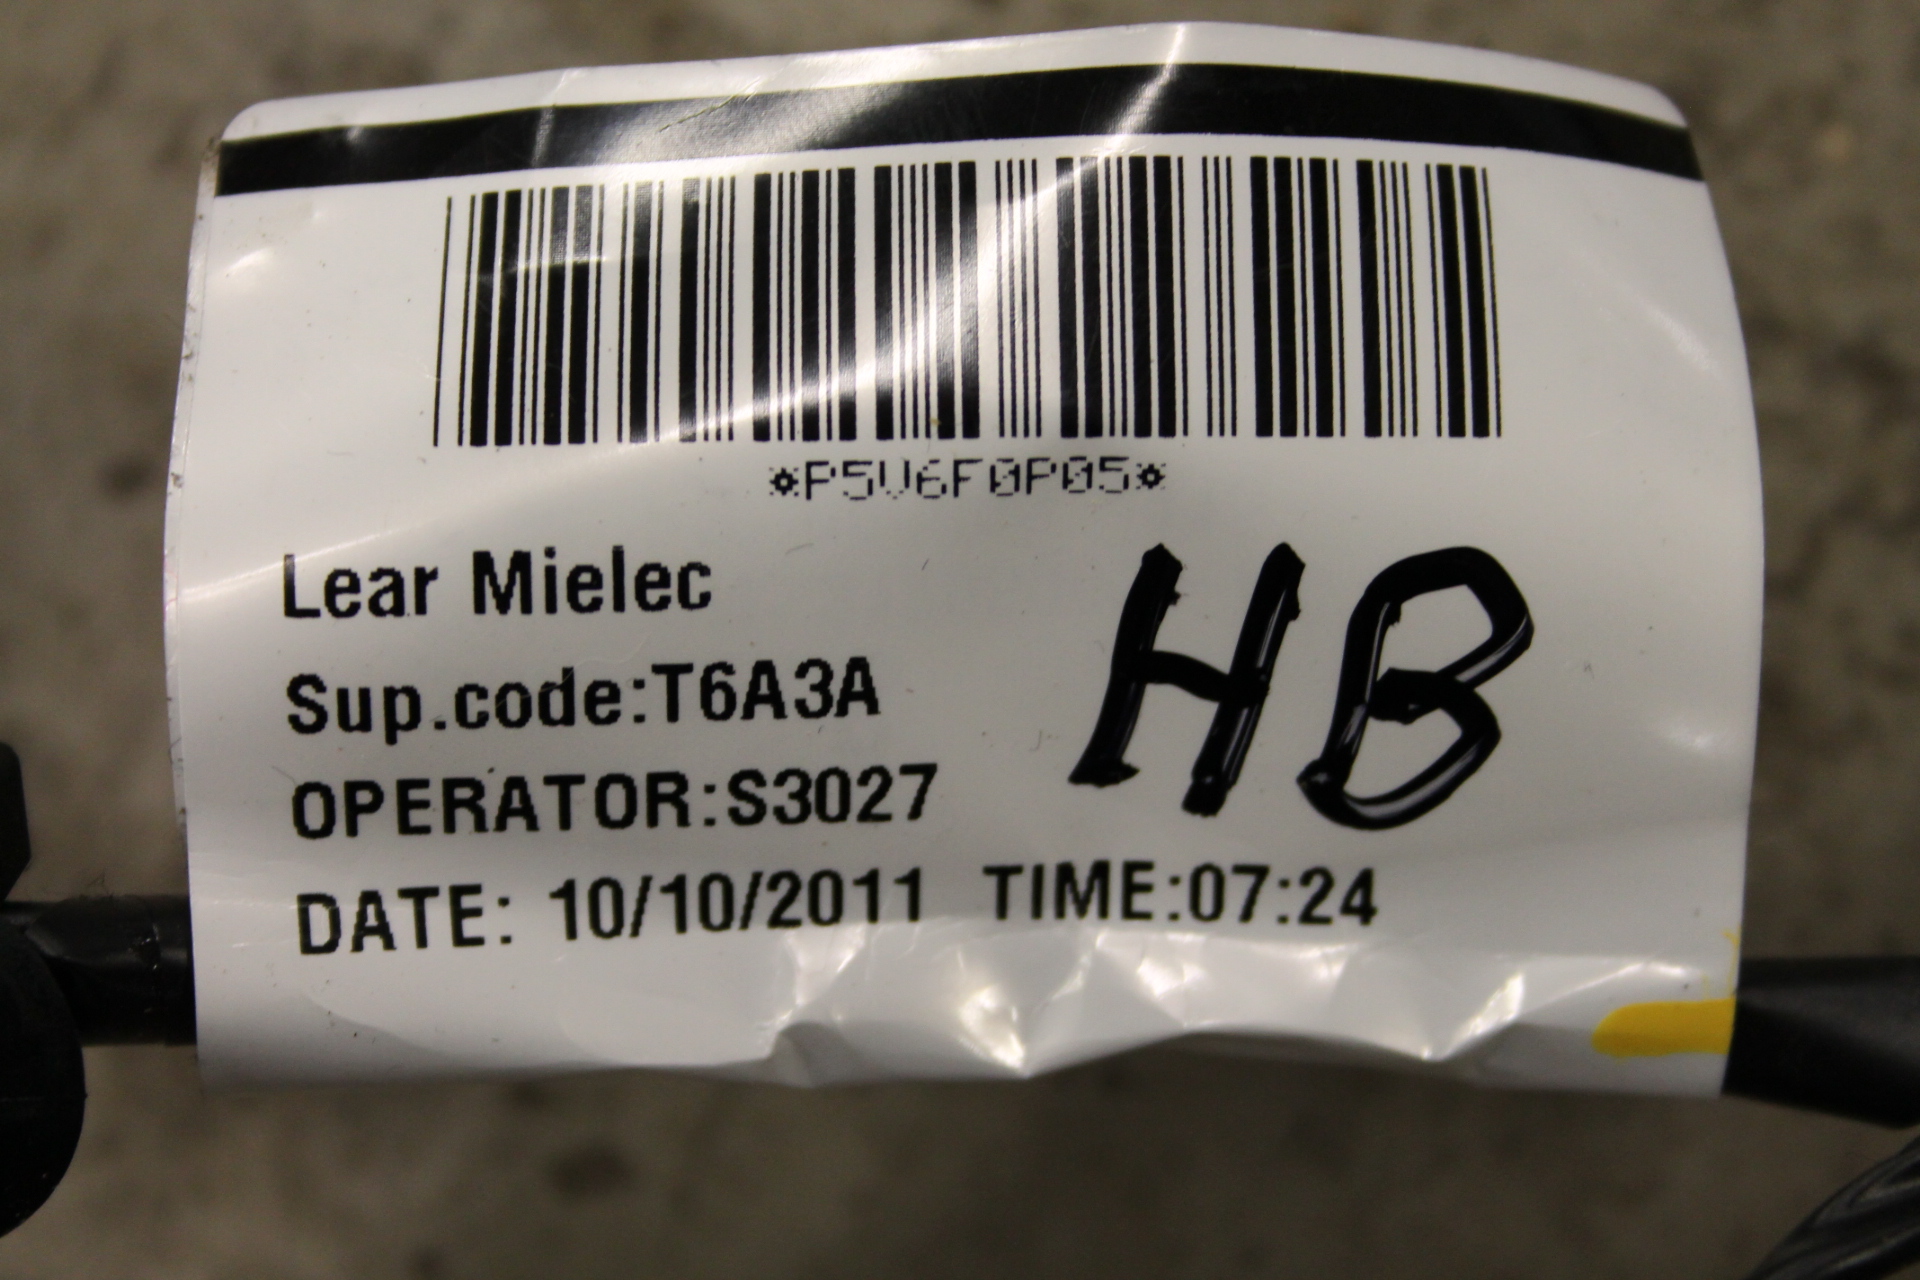 *P5V6F0P05*
Lear Mielec
HB
Sup.code:T6A3A
OPERATOR:S3027
DATE: 10/10/2011 TIME:07:24